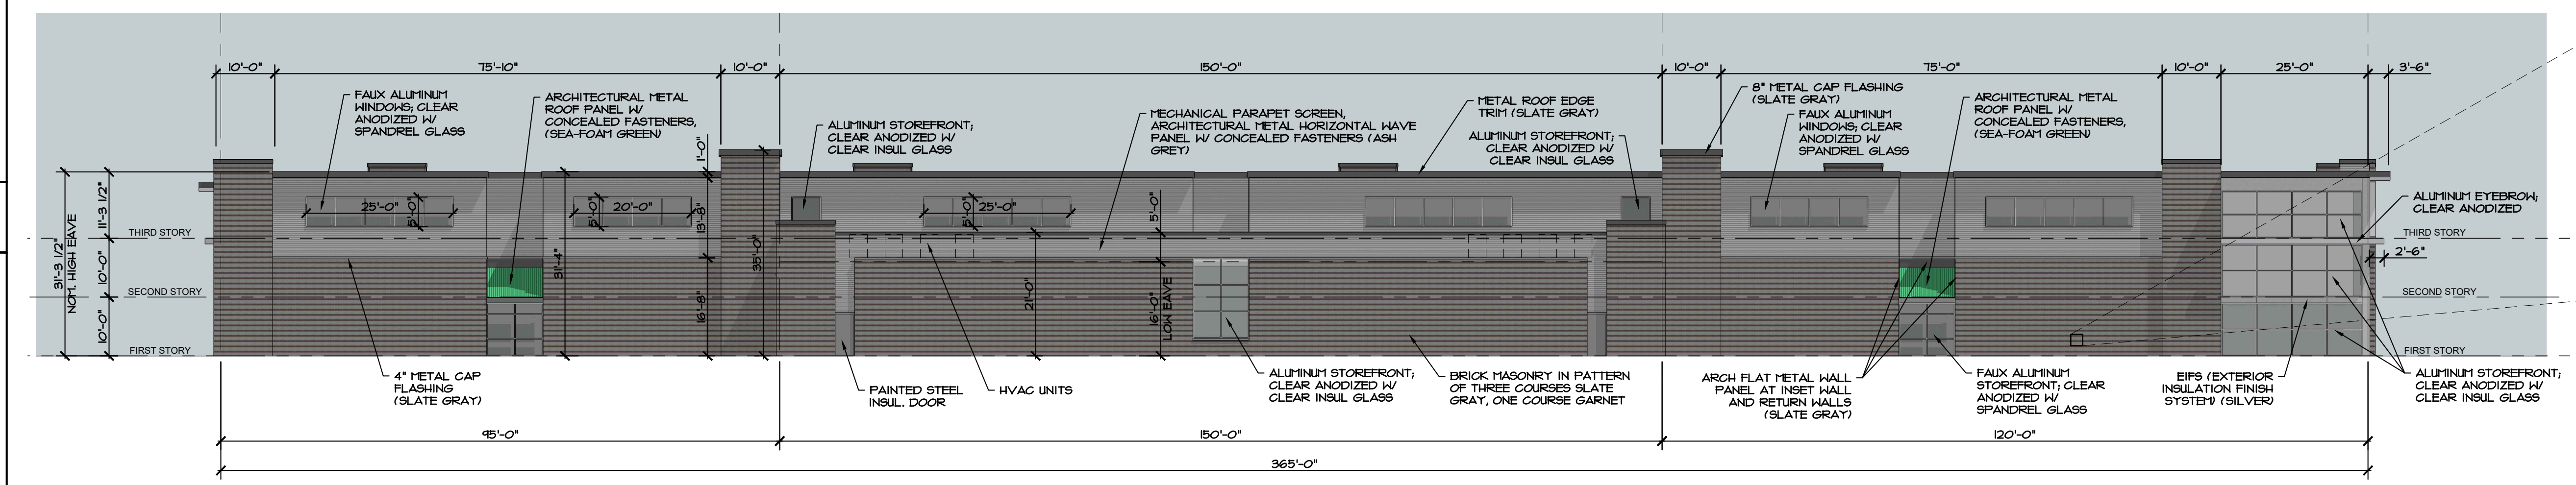 10'-0"
75'-10"
10'-0"
150'-0"
10'-0"
75'-0"
10'-0"
25'-0"
3'-6"
FAUX ALUMINUM
WINDOWS; CLEAR
ANODIZED W/
SPANDREL GLASS
ARCHITECTURAL METAL
ROOF PANEL W/
CONCEALED FASTENERS,
(SEA-FOAM GREEN)
ALUMINUM STOREFRONT;
CLEAR ANODIZED W/
CLEAR INSUL GLASS
MECHANICAL PARAPET SCREEN,
ARCHITECTURAL METAL HORIZONTAL WAVE
PANEL W/ CONCEALED FASTENERS (ASH
GREY)
METAL ROOF EDGE
TRIM (SLATE GRAY)
ALUMINUM STOREFRONT;
CLEAR ANODIZED W/
CLEAR INSUL GLASS
8" METAL CAP FLASHING
(SLATE GRAY)
FAUX ALUMINUM
WINDOWS; CLEAR
ANODIZED W/
SPANDREL GLASS
ARCHITECTURAL METAL
ROOF PANEL W/
CONCEALED FASTENERS,
(SEA-FOAM GREEN)
ALUMINUM EYEBROW;
CLEAR ANODIZED
31'-3 1/2"
NOM. HIGH EAVE
11'-3 1/2"
10'-0"
10'-0"
THIRD STORY
SECOND STORY
FIRST STORY
25'-0"
5'-0"
5'-0"
20'-0"
31'-4"
1'-0"
13'-8"
16'-8"
35'-0"
5'-0"
25'-0"
21'-0"
5'-0"
16'-0"
LOW EAVE
THIRD STORY
2'-6"
SECOND STORY
FIRST STORY
4" METAL CAP
FLASHING
(SLATE GRAY)
PAINTED STEEL
INSUL. DOOR
HVAC UNITS
ALUMINUM STOREFRONT;
CLEAR ANODIZED W/
CLEAR INSUL GLASS
BRICK MASONRY IN PATTERN
OF THREE COURSES SLATE
GRAY, ONE COURSE GARNET
ARCH FLAT METAL WALL
PANEL AT INSET WALL
AND RETURN WALLS
(SLATE GRAY)
FAUX ALUMINUM
STOREFRONT; CLEAR
ANODIZED W/
SPANDREL GLASS
EIFS (EXTERIOR
INSULATION FINISH
SYSTEM) (SILVER)
ALUMINUM STOREFRONT;
CLEAR ANODIZED W/
CLEAR INSUL GLASS
95'-0"
150'-0"
120'-0"
365'-0"